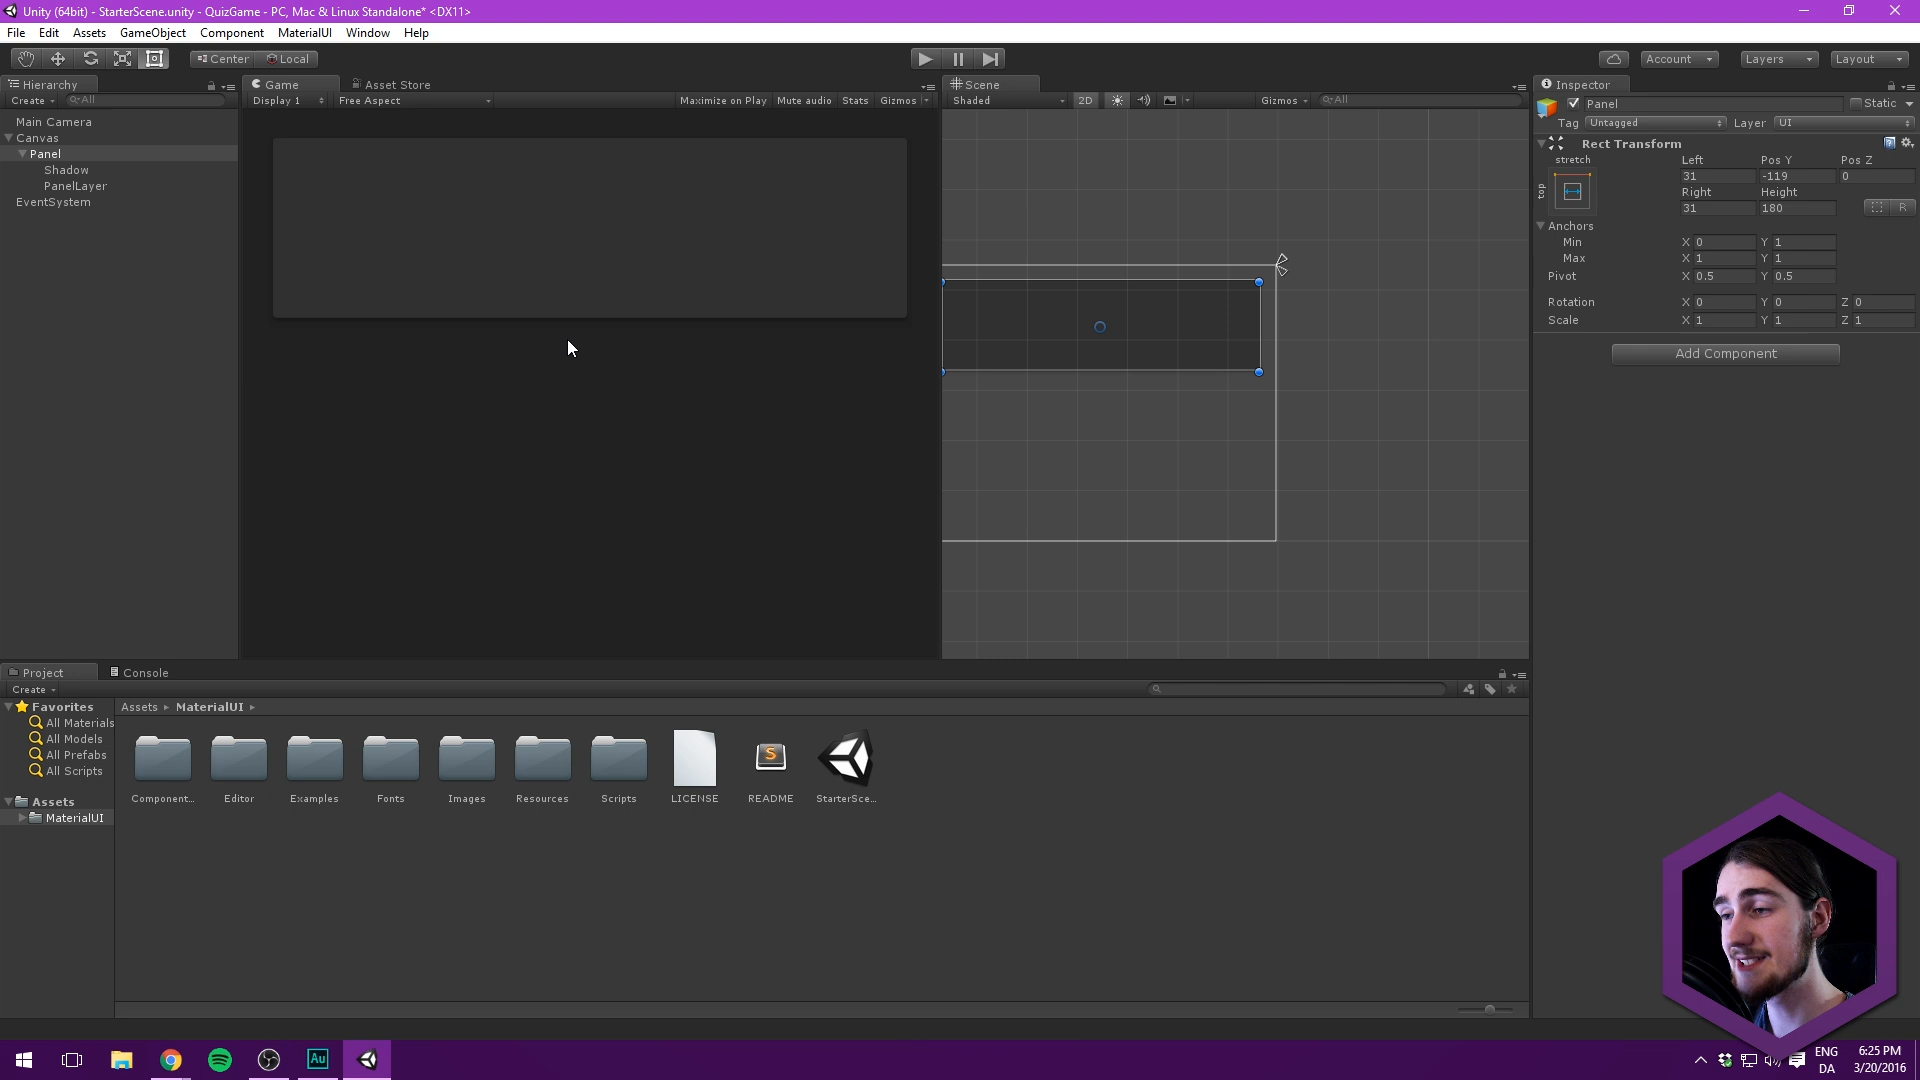 Unity (64bit) - StarterScene.unity - QuizGame - PC, Mac & Linux Standalone* <DX11>
File Edit Assets GameObject Component MaterialUI Window Help
Center Local Account Layers Layout
Hierarchy
Create All
Main Camera
Canvas
Panel
Shadow
PanelLayer
EventSystem
Game Asset Store
Display 1 Free Aspect Maximize on Play Mute audio Stats Gizmos
Scene
Shaded 2D Gizmos All
Inspector
Panel Static
Tag Untagged Layer UI
Rect Transform
stretch Left Pos Y Pos Z
31 -119 0
top
Right Height
31 180 R
Anchors
Min X 0 Y 1
Max X 1 Y 1
Pivot X 0.5 Y 0.5
Rotation X 0 Y 0 Z 0
Scale X 1 Y 1 Z 1
Add Component
Project Console
Create
Favorites
All Materials
All Models
All Prefabs
All Scripts
Assets
MaterialUI
Assets MaterialUI
Component... Editor Examples Fonts Images Resources Scripts LICENSE README StarterSce...
S
Au
ENG
DA
6:25 PM
3/20/2016